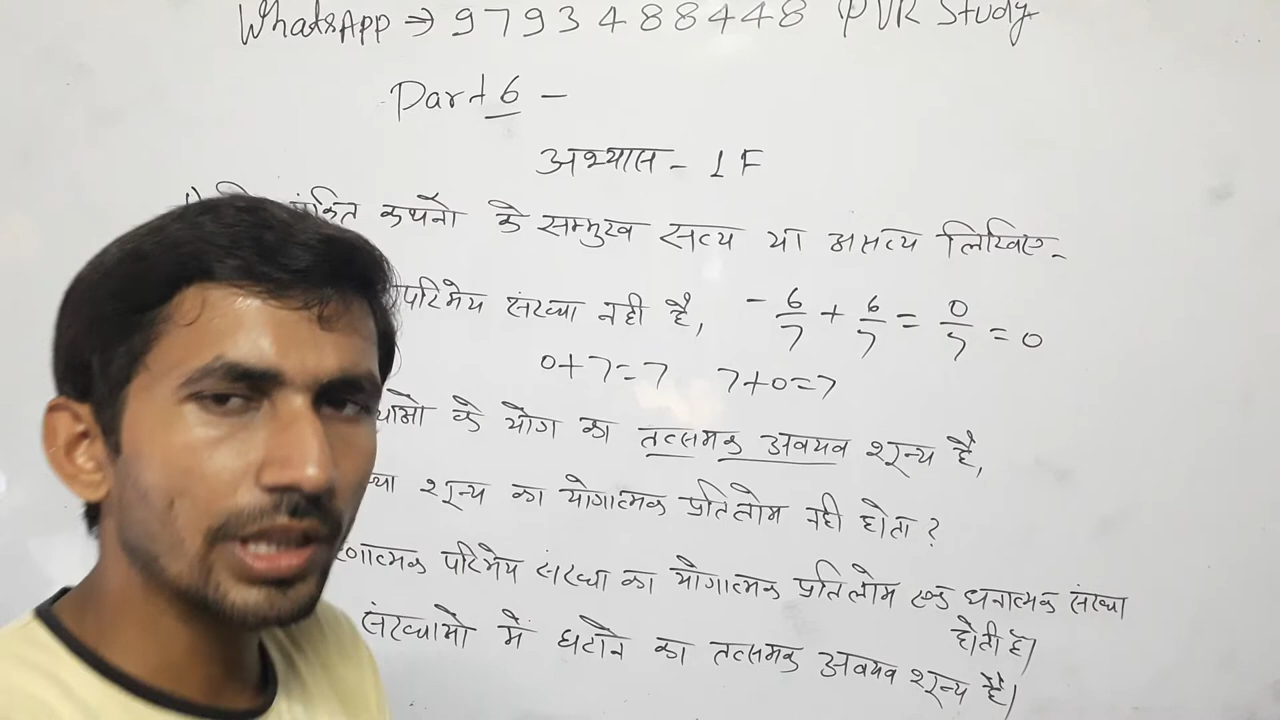 WhatsApp ⇒ 9793488448 PVR Study
Part 6 -
अभ्यास - 1F
कथनो के सम्मुख सत्य या असत्य लिखिए-
परिमेय संख्या नही है, - 6/7 + 6/7 = 0/7 = 0
0+7=7 7+0=7
के योग का तत्समक अवयव शून्य है,
शून्य का योगात्मक प्रतिलोम नही होता ?
परिमेय संख्या का योगात्मक प्रतिलोम एक धनात्मक संख्या
होती है।
संख्याओ में घटाने का तत्समक अवयव शून्य है।